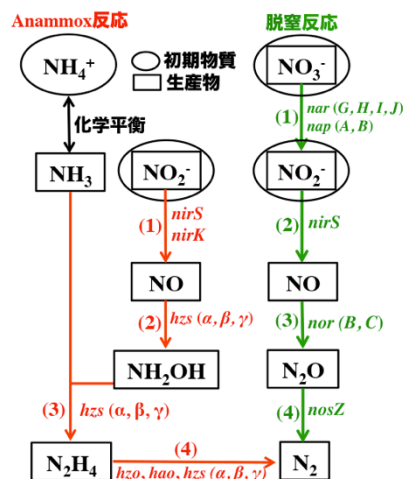 Anammox反応
脱窒反応
初期物質
生産物
NH₄⁺
NO₃⁻
化学平衡
(1)
nar (G, H, I, J)
nap (A, B)
NH₃
NO₂⁻
NO₂⁻
(1)
nirS
nirK
(2)
nirS
NO
NO
(2)
hzs (α, β, γ)
(3)
nor (B, C)
NH₂OH
N₂O
(3)
hzs (α, β, γ)
(4)
nosZ
(4)
N₂H₄
hzo, hao, hzs (α, β, γ)
N₂